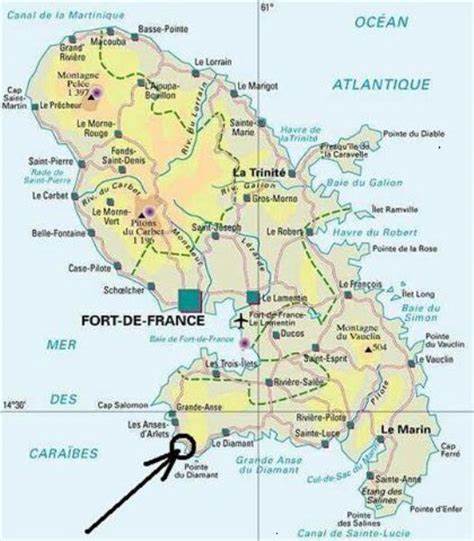 Canal de la Martinique
61°
OCÉAN
ATLANTIQUE
Grand'
Rivière
Macouba
Basse-Pointe
Montagne
Pelée
1 397
Cap
Saint-
Martin
Le Prêcheur
L'Ajoupa-
Bouillon
Le Lorrain
Riv. du Lorrain
Le Marigot
Le Morne-
Rouge
Sainte-
Marie
Havre de
la Trinité
Pointe du Diable
Presqu'île de
la Caravelle
Fonds-
Saint-Denis
Saint-Pierre
Rade de
Saint-Pierre
La Trinité
Baie du Galion
Riv. Galion
Riv. du Carbet
Le Carbet
Gros-Morne
Îlet Ramville
Le Morne-
Vert
Pitons
du Carbet
1 196
Belle-Fontaine
Saint-Joseph
Monsieur
Lézarde
Le Robert
Havre du Robert
Pointe de la Rose
Case-Pilote
Schœlcher
Le François
Îlet Long
Baie du
Simon
Le Lamentin
FORT-DE-FRANCE
Fort-de-France
Le Lamentin
Ducos
Montagne
du Vauclin
504
Pointe du
Vauclin
Baie de Fort-de-France
MER
Saint-Esprit
Le Vauclin
Les Trois-Îlets
Rivière-Salée
Pilote
14°30'
DES
Cap Salomon
Grande-Anse
Les Anses-
d'Arlets
Rivière-Pilote
Le Marin
CARAÏBES
Le Diamant
Sainte-Luce
Cap
Ferré
Pointe
du Diamant
Grande Anse
du Diamant
Cul-de-Sac du Marin
Sainte-Anne
Étang des
Salines
Pointe des
Salines
Pointe d'Enfer
Canal de Sainte-Lucie